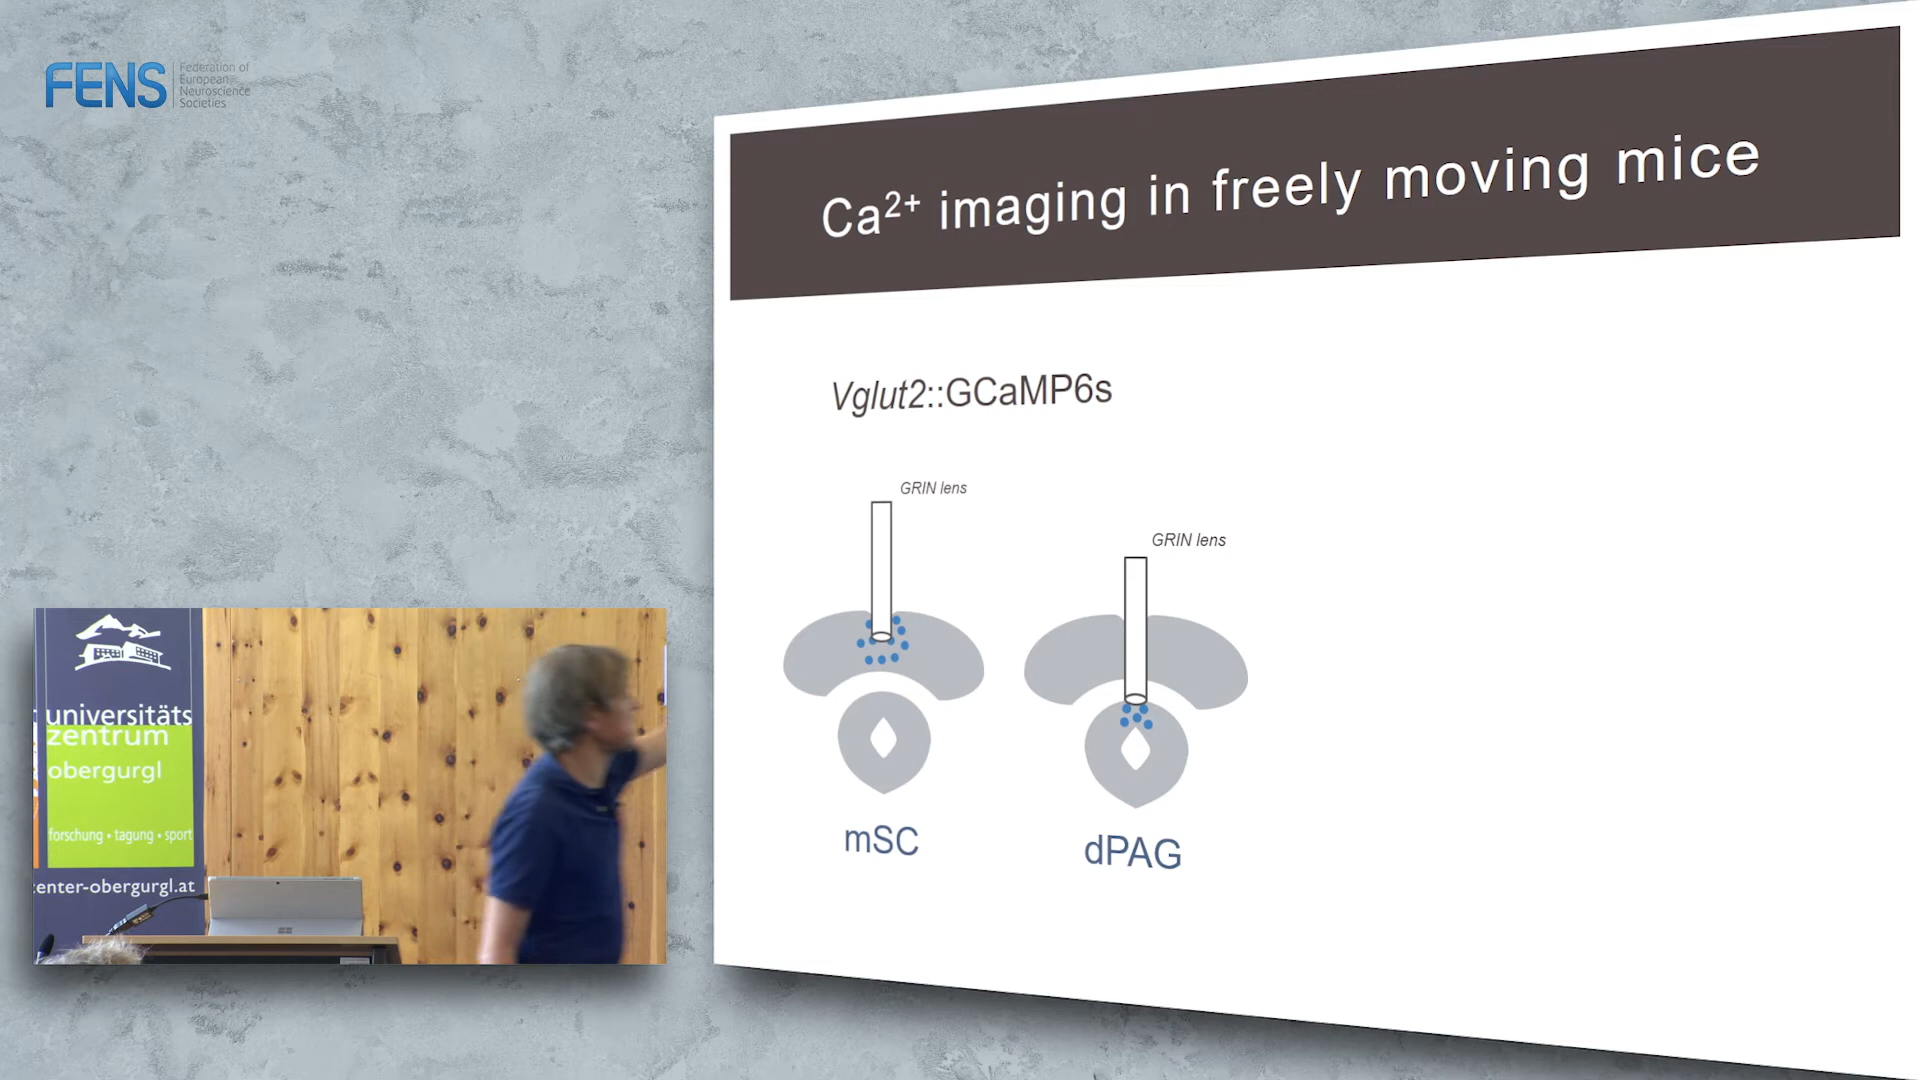 FENS
Federation of
European
Neuroscience
Societies
Ca²⁺ imaging in freely moving mice
Vglut2::GCaMP6s
GRIN lens
GRIN lens
mSC
dPAG
universitäts
zentrum
obergurgl
forschung • tagung • sport
center-obergurgl.at